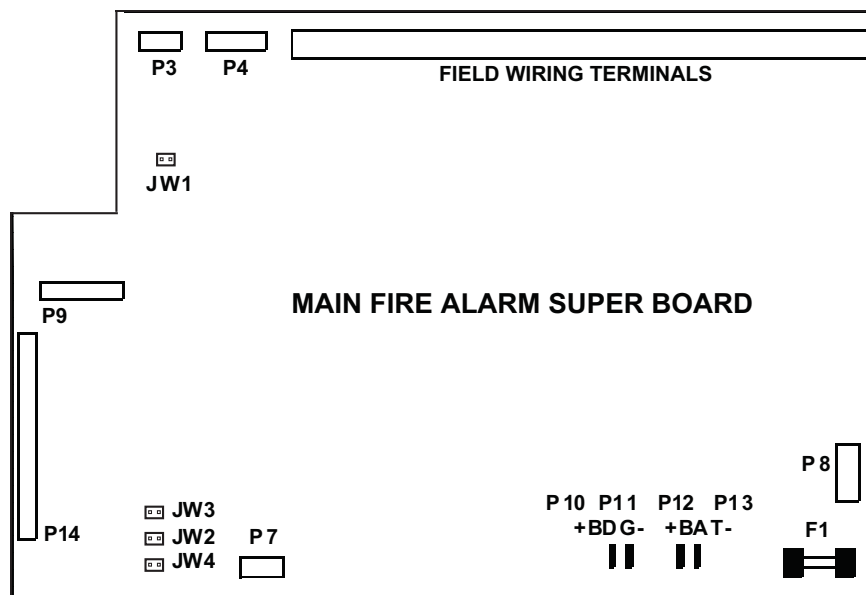 P3 P4
FIELD WIRING TERMINALS
JW1
P9
MAIN FIRE ALARM SUPER BOARD
P8
P10 P11 P12 P13
+BDG- +BAT-
F1
JW3
P14
JW2
P7
JW4